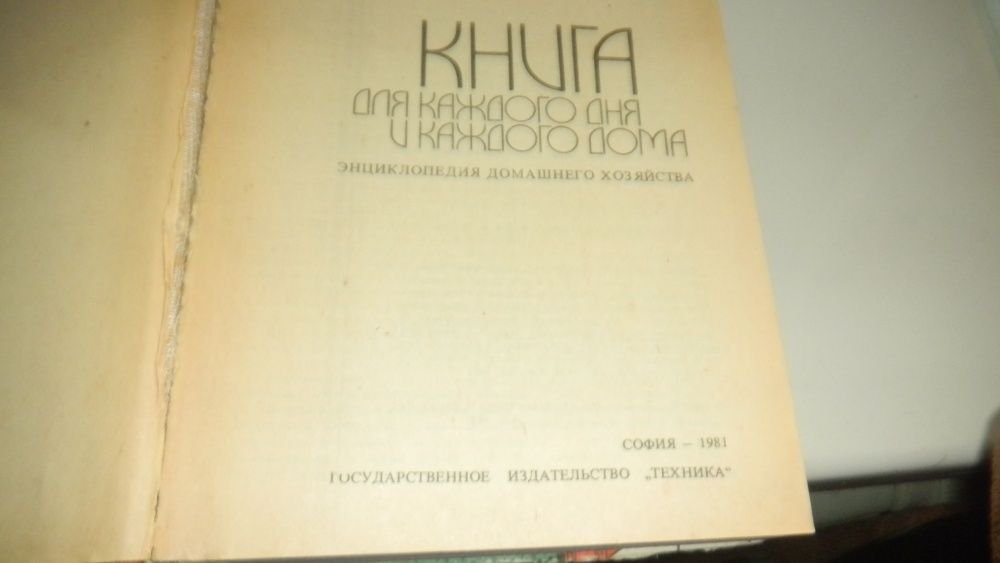 КНИГА
ДЛЯ КАЖДОГО ДНЯ
И КАЖДОГО ДОМА
ЭНЦИКЛОПЕДИЯ ДОМАШНЕГО ХОЗЯЙСТВА
СОФИЯ – 1981
ГОСУДАРСТВЕННОЕ ИЗДАТЕЛЬСТВО „ТЕХНИКА“